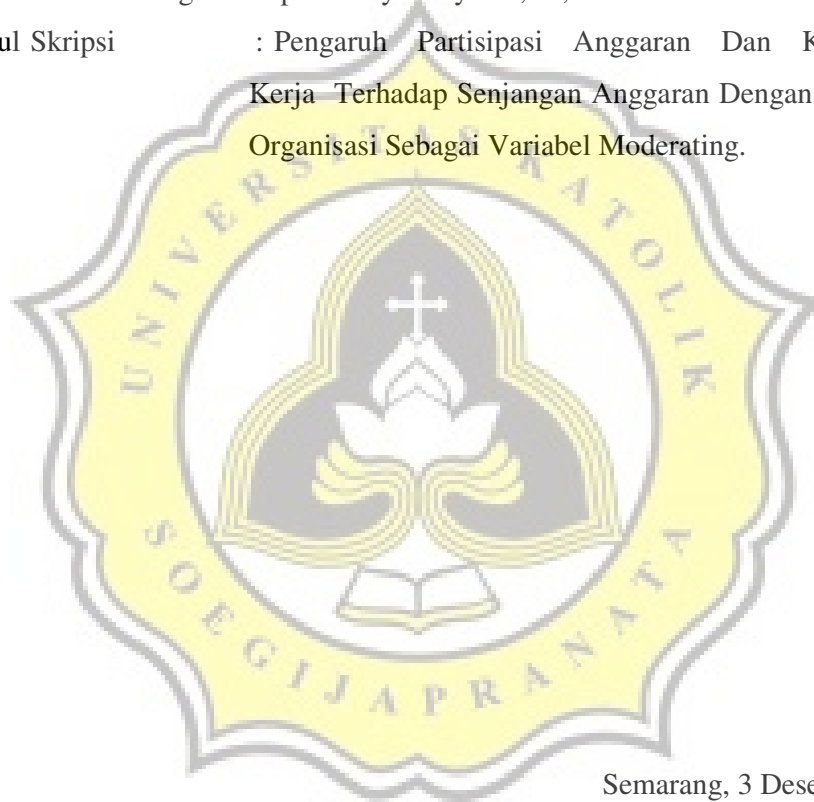 ul Skripsi : Pengaruh Partisipasi Anggaran Dan K
Kerja Terhadap Senjangan Anggaran Dengan
Organisasi Sebagai Variabel Moderating.
UNIVERSITAS KATOLIK
SOEGIJAPRANATA
Semarang, 3 Dese